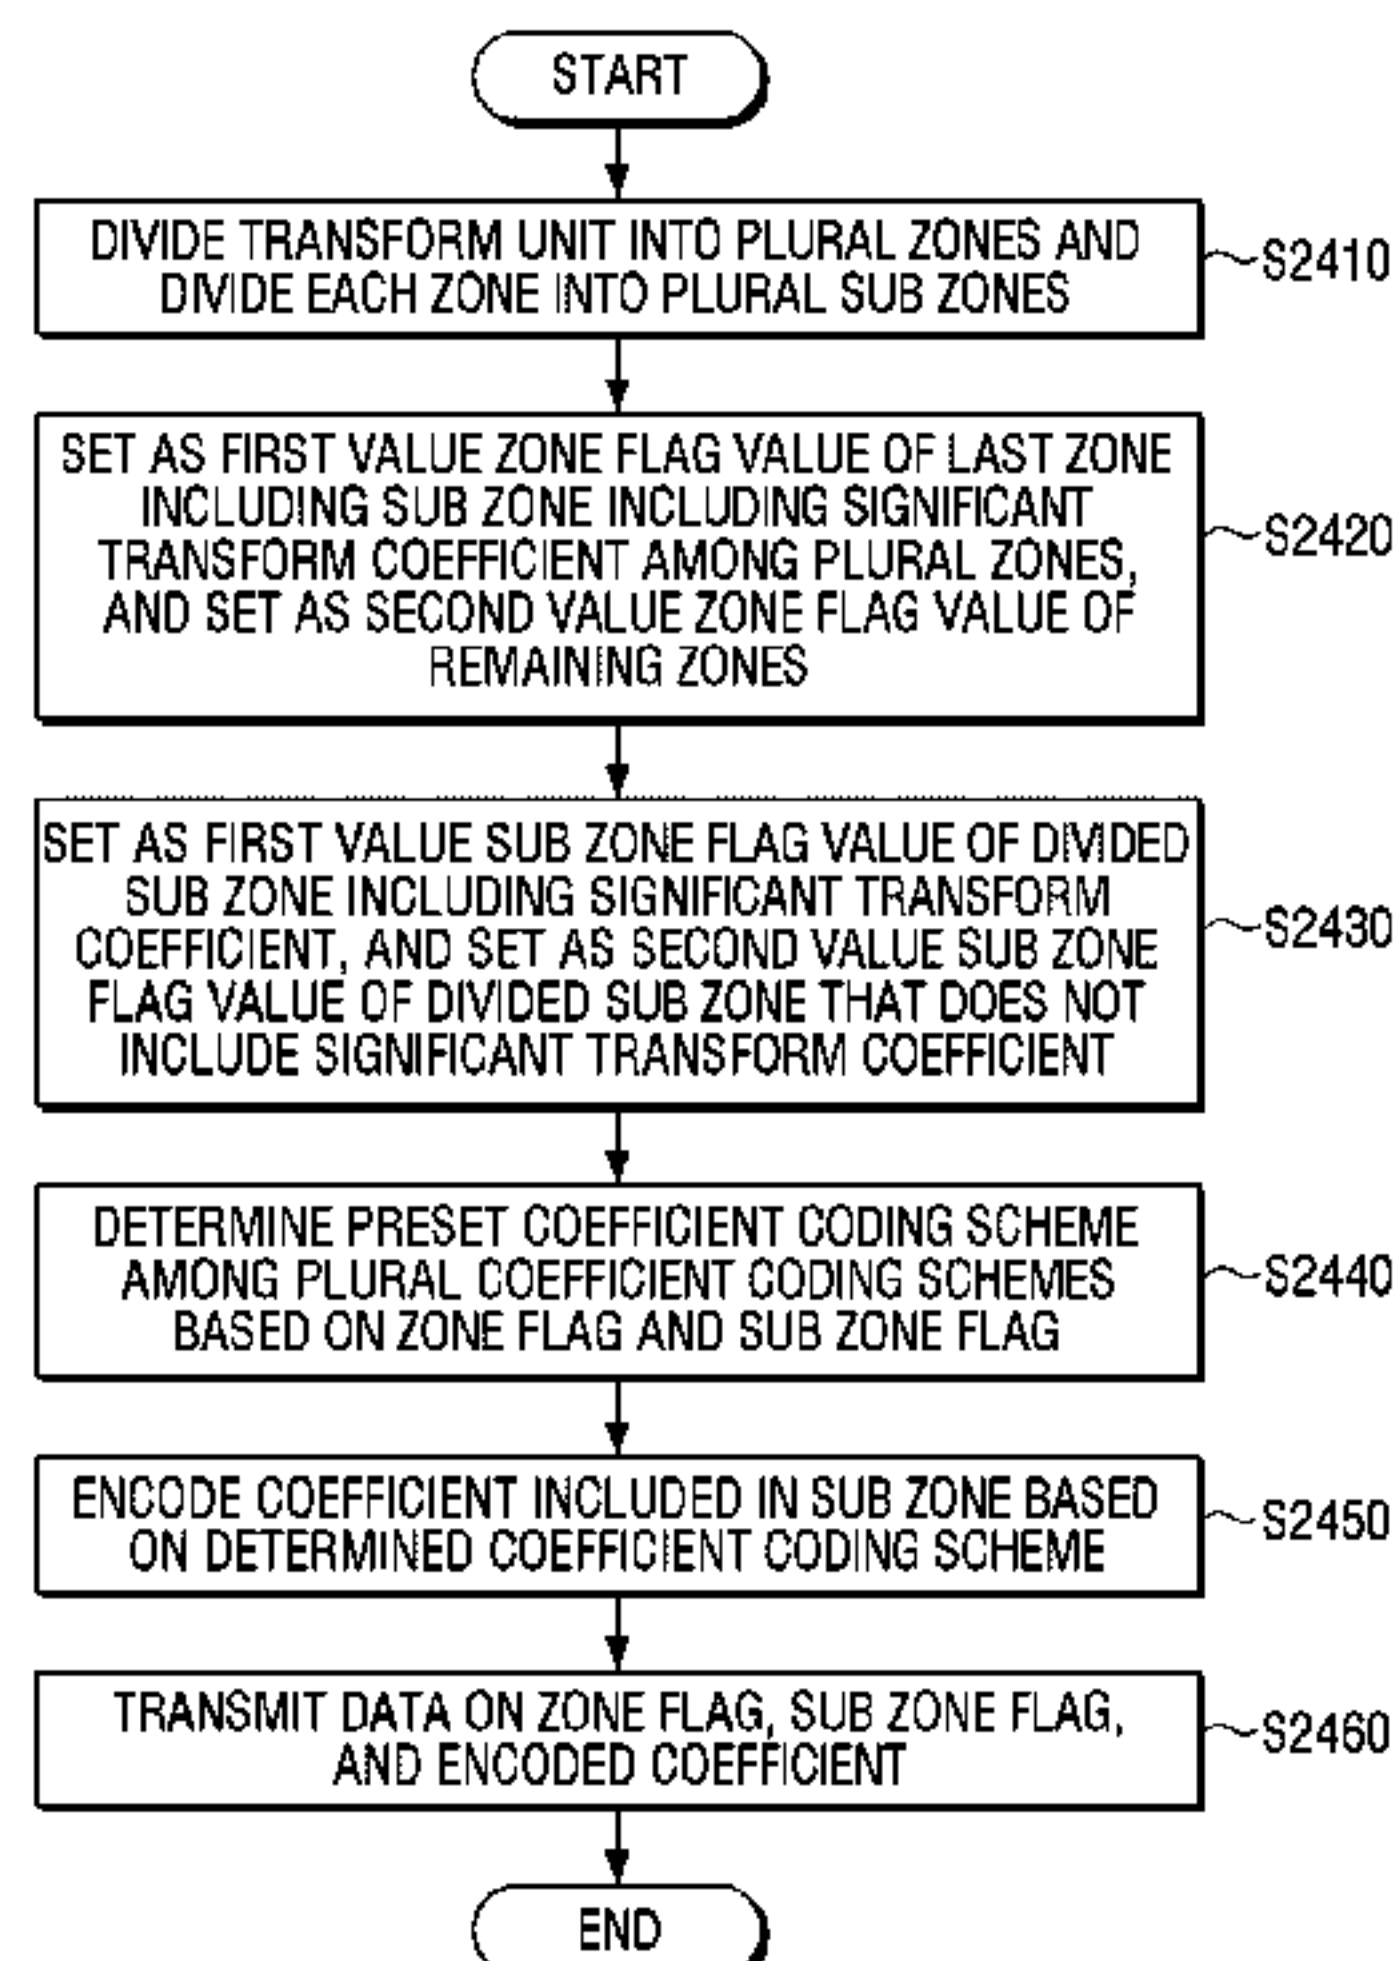 START
DIVIDE TRANSFORM UNIT INTO PLURAL ZONES AND
DIVIDE EACH ZONE INTO PLURAL SUB ZONES
S2410
SET AS FIRST VALUE ZONE FLAG VALUE OF LAST ZONE
INCLUDING SUB ZONE INCLUDING SIGNIFICANT
TRANSFORM COEFFICIENT AMONG PLURAL ZONES,
AND SET AS SECOND VALUE ZONE FLAG VALUE OF
REMAINING ZONES
S2420
SET AS FIRST VALUE SUB ZONE FLAG VALUE OF DIVIDED
SUB ZONE INCLUDING SIGNIFICANT TRANSFORM
COEFFICIENT, AND SET AS SECOND VALUE SUB ZONE
FLAG VALUE OF DIVIDED SUB ZONE THAT DOES NOT
INCLUDE SIGNIFICANT TRANSFORM COEFFICIENT
S2430
DETERMINE PRESET COEFFICIENT CODING SCHEME
AMONG PLURAL COEFFICIENT CODING SCHEMES
BASED ON ZONE FLAG AND SUB ZONE FLAG
S2440
ENCODE COEFFICIENT INCLUDED IN SUB ZONE BASED
ON DETERMINED COEFFICIENT CODING SCHEME
S2450
TRANSMIT DATA ON ZONE FLAG, SUB ZONE FLAG,
AND ENCODED COEFFICIENT
S2460
END